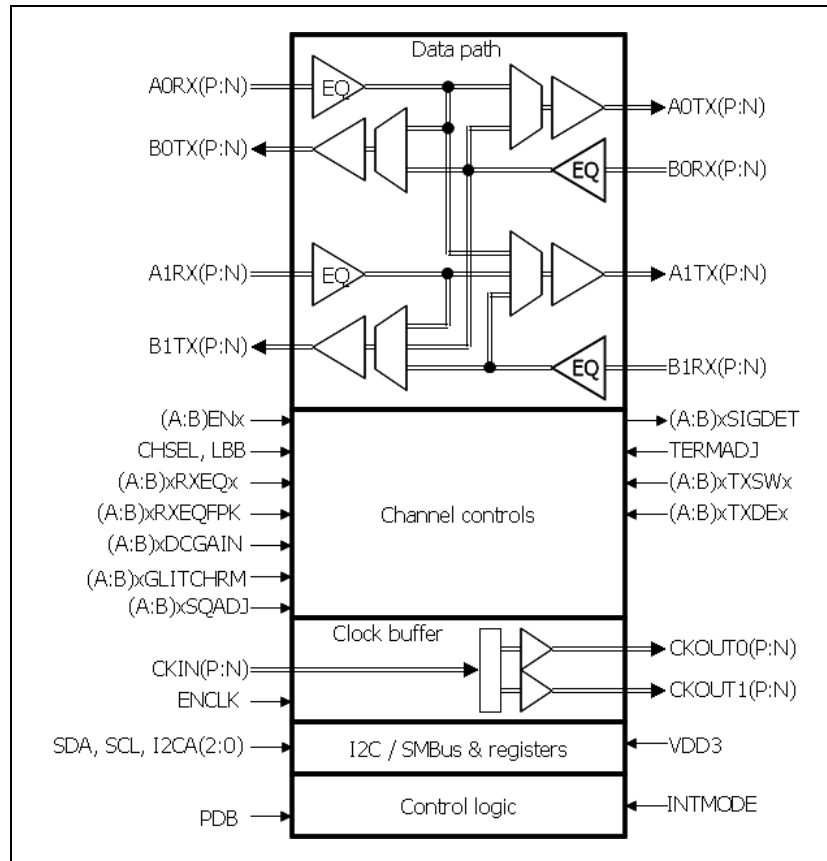 Data path
A0RX(P:N)
EQ
A0TX(P:N)
B0TX(P:N)
EQ
B0RX(P:N)
A1RX(P:N)
EQ
A1TX(P:N)
B1TX(P:N)
EQ
B1RX(P:N)
(A:B)ENx
(A:B)xSIGDET
CHSEL, LBB
TERMADJ
(A:B)xRXEQx
(A:B)xTXSWx
(A:B)xRXEQFPK
Channel controls
(A:B)xTXDEx
(A:B)xDCGAIN
(A:B)xGLITCHRM
(A:B)xSQADJ
Clock buffer
CKOUT0(P:N)
CKIN(P:N)
CKOUT1(P:N)
ENCLK
SDA, SCL, I2CA(2:0)
I2C / SMBus & registers
VDD3
Control logic
INTMODE
PDB